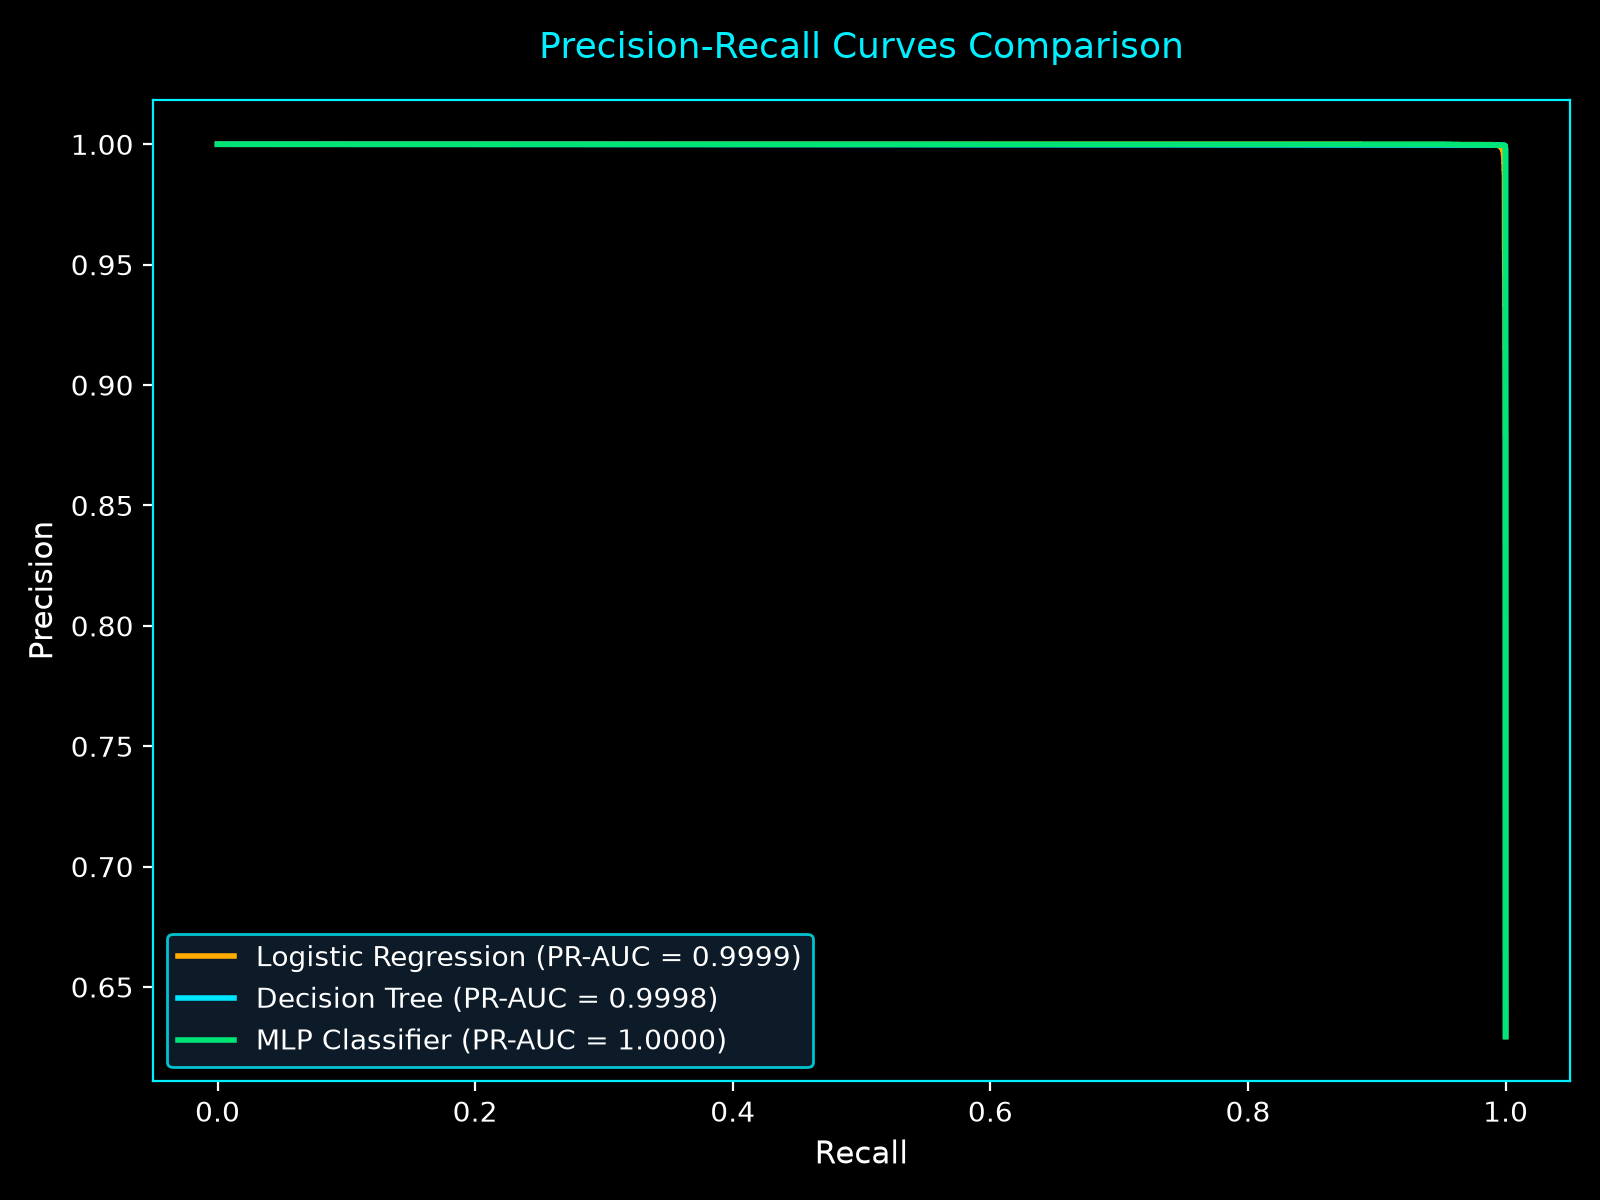 Precision-Recall Curves Comparison
1.00
0.95
0.90
0.85
0.80
0.75
0.70
0.65
Precision
Logistic Regression (PR-AUC = 0.9999)
Decision Tree (PR-AUC = 0.9998)
MLP Classifier (PR-AUC = 1.0000)
0.0 0.2 0.4 0.6 0.8 1.0
Recall